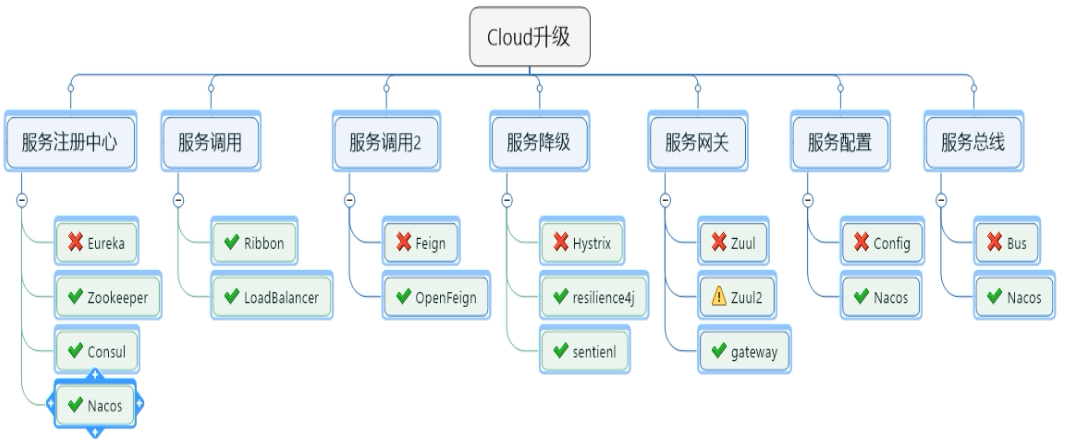 Cloud升级
服务注册中心
服务调用
服务调用2
服务降级
服务网关
服务配置
服务总线
Eureka
Zookeeper
Consul
Nacos
Ribbon
LoadBalancer
Feign
OpenFeign
Hystrix
resilience4j
sentienl
Zuul
Zuul2
gateway
Config
Nacos
Bus
Nacos